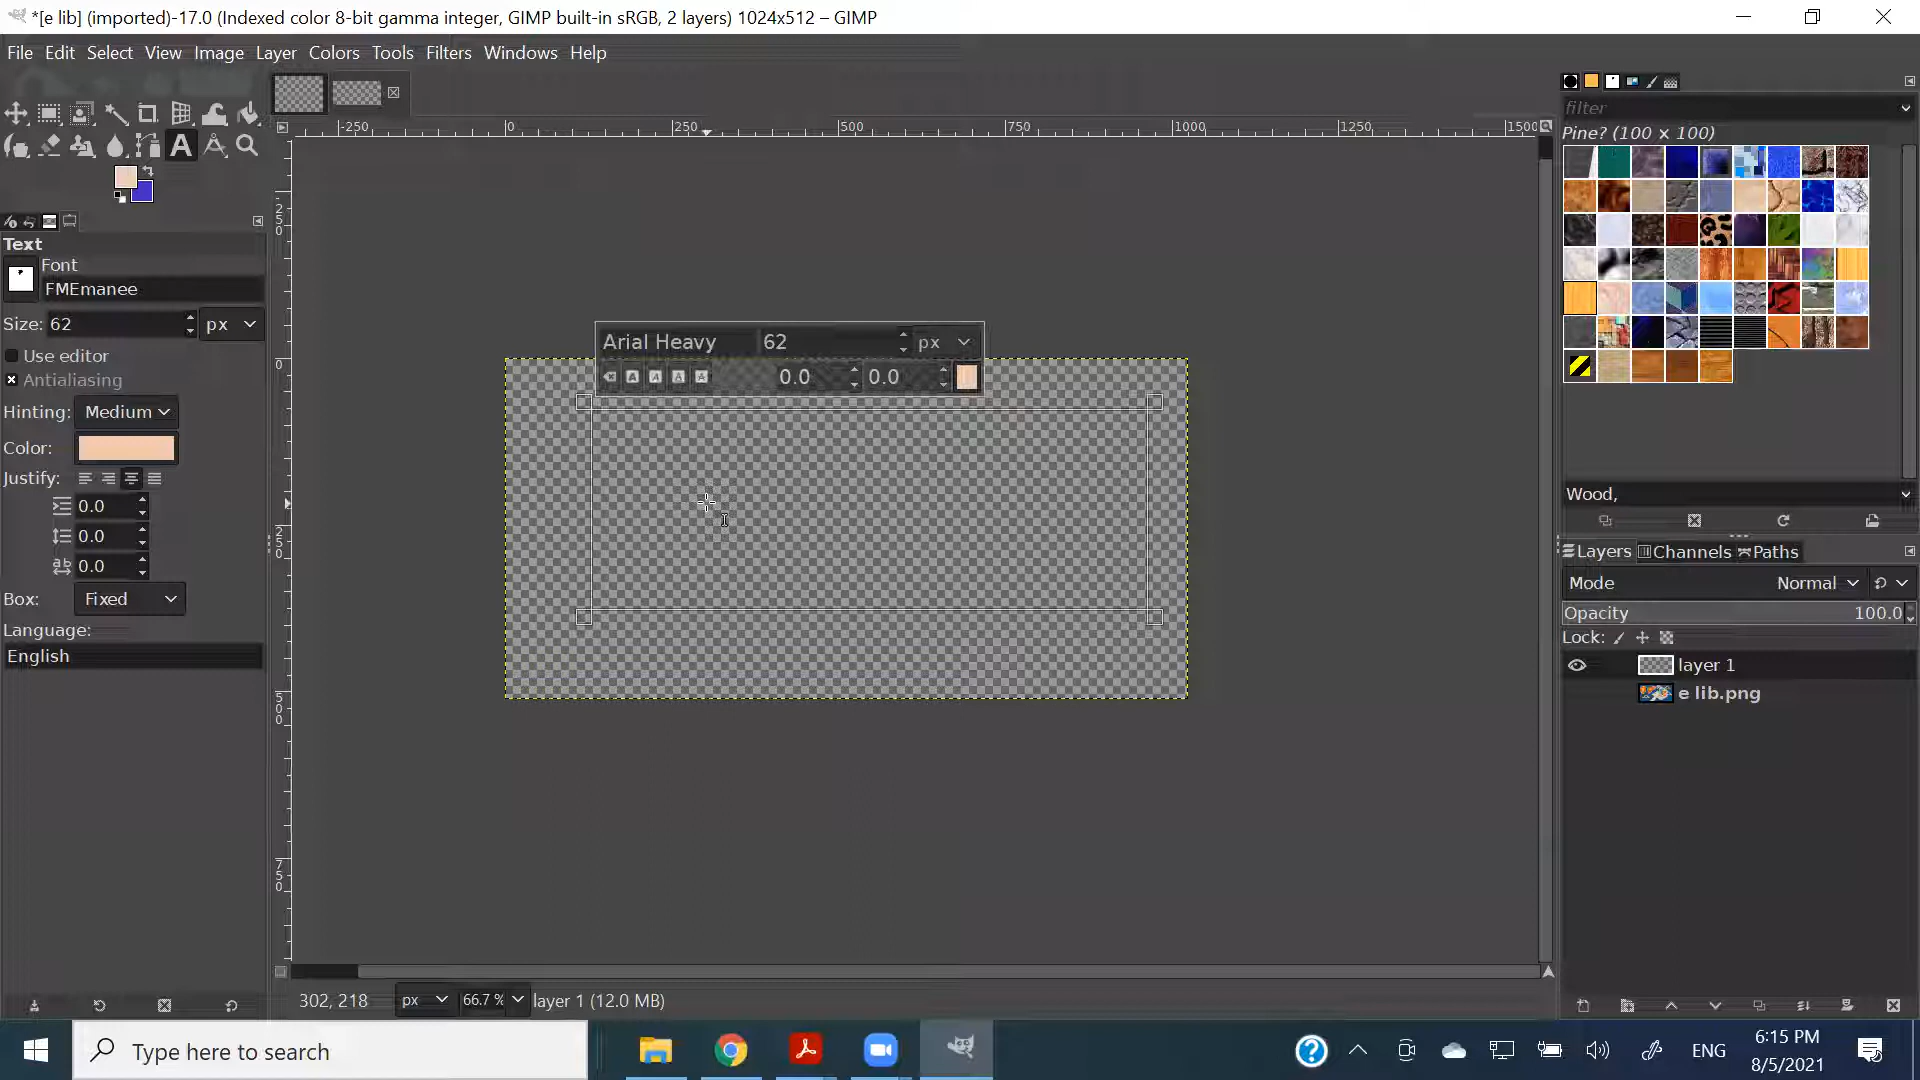 *[e lib] (imported)-17.0 (Indexed color 8-bit gamma integer, GIMP built-in sRGB, 2 layers) 1024x512 – GIMP
File Edit Select View Image Layer Colors Tools Filters Windows Help
-250 0 250 500 750 1000 1250 1500
filter
Pine? (100 × 100)
Text
Font
FMEmanee
Size: 62 px
Use editor
Antialiasing
Hinting: Medium
Color:
Justify:
0.0
0.0
0.0
Box: Fixed
Language:
English
Arial Heavy 62 px
0.0 0.0
250
0
250
500
750
Wood,
Layers Channels Paths
Mode Normal
Opacity 100.0
Lock:
layer 1
e lib.png
302, 218 px 66.7 % layer 1 (12.0 MB)
Type here to search
ENG
6:15 PM
8/5/2021